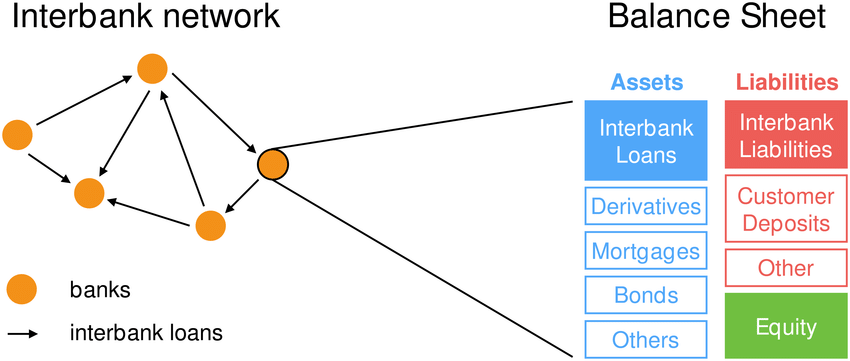 Interbank network
Balance Sheet
Assets
Liabilities
Interbank
Loans
Interbank
Liabilities
Derivatives
Customer
Deposits
Mortgages
Other
Bonds
Equity
Others
banks
interbank loans